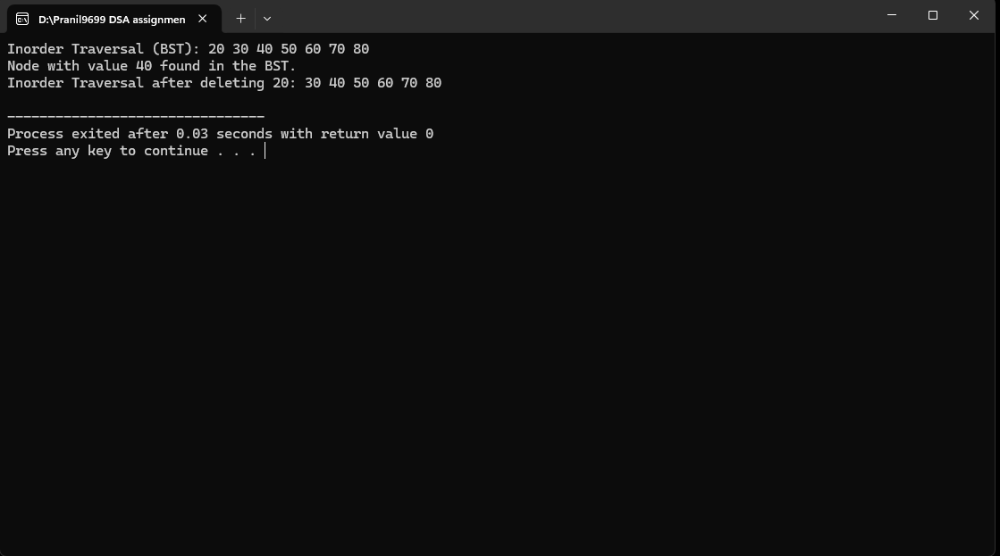 D:\Pranil9699 DSA assignmen
Inorder Traversal (BST): 20 30 40 50 60 70 80
Node with value 40 found in the BST.
Inorder Traversal after deleting 20: 30 40 50 60 70 80
--------------------------------
Process exited after 0.03 seconds with return value 0
Press any key to continue . . .